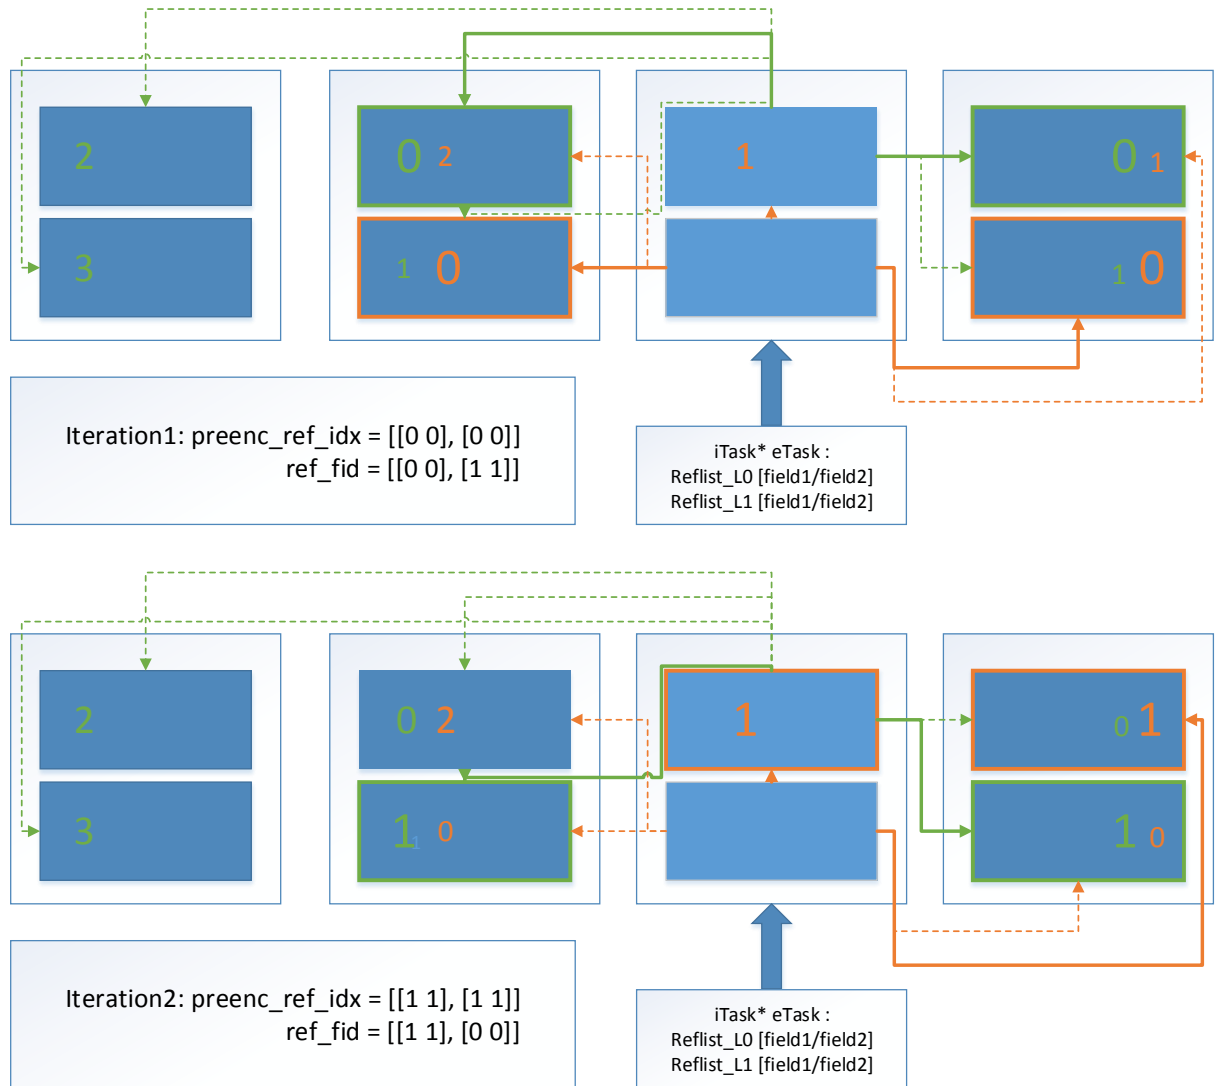 2
0 2
1
0 1
3
1 0
1 0
Iteration1: preenc_ref_idx = [[0 0], [0 0]]
ref_fid = [[0 0], [1 1]]
iTask* eTask :
Reflist_L0 [field1/field2]
Reflist_L1 [field1/field2]
2
0 2
1
0 1
3
1 1 0
1 0
Iteration2: preenc_ref_idx = [[1 1], [1 1]]
ref_fid = [[1 1], [0 0]]
iTask* eTask :
Reflist_L0 [field1/field2]
Reflist_L1 [field1/field2]